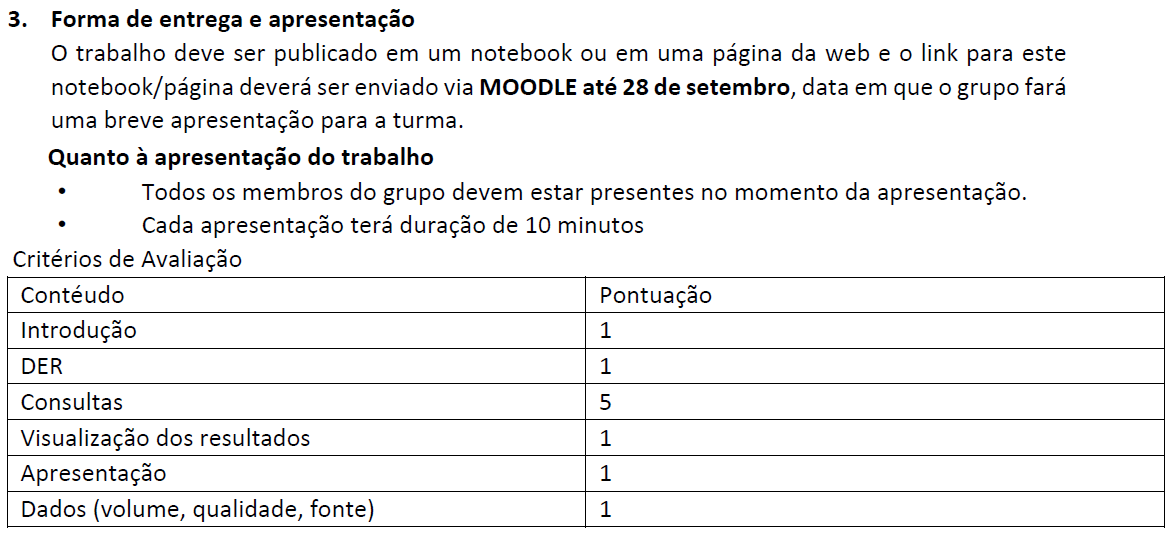 3. Forma de entrega e apresentação
O trabalho deve ser publicado em um notebook ou em uma página da web e o link para este
notebook/página deverá ser enviado via MOODLE até 28 de setembro, data em que o grupo fará
uma breve apresentação para a turma.
Quanto à apresentação do trabalho
• Todos os membros do grupo devem estar presentes no momento da apresentação.
• Cada apresentação terá duração de 10 minutos
Critérios de Avaliação
Contéudo Pontuação
Introdução 1
DER 1
Consultas 5
Visualização dos resultados 1
Apresentação 1
Dados (volume, qualidade, fonte) 1